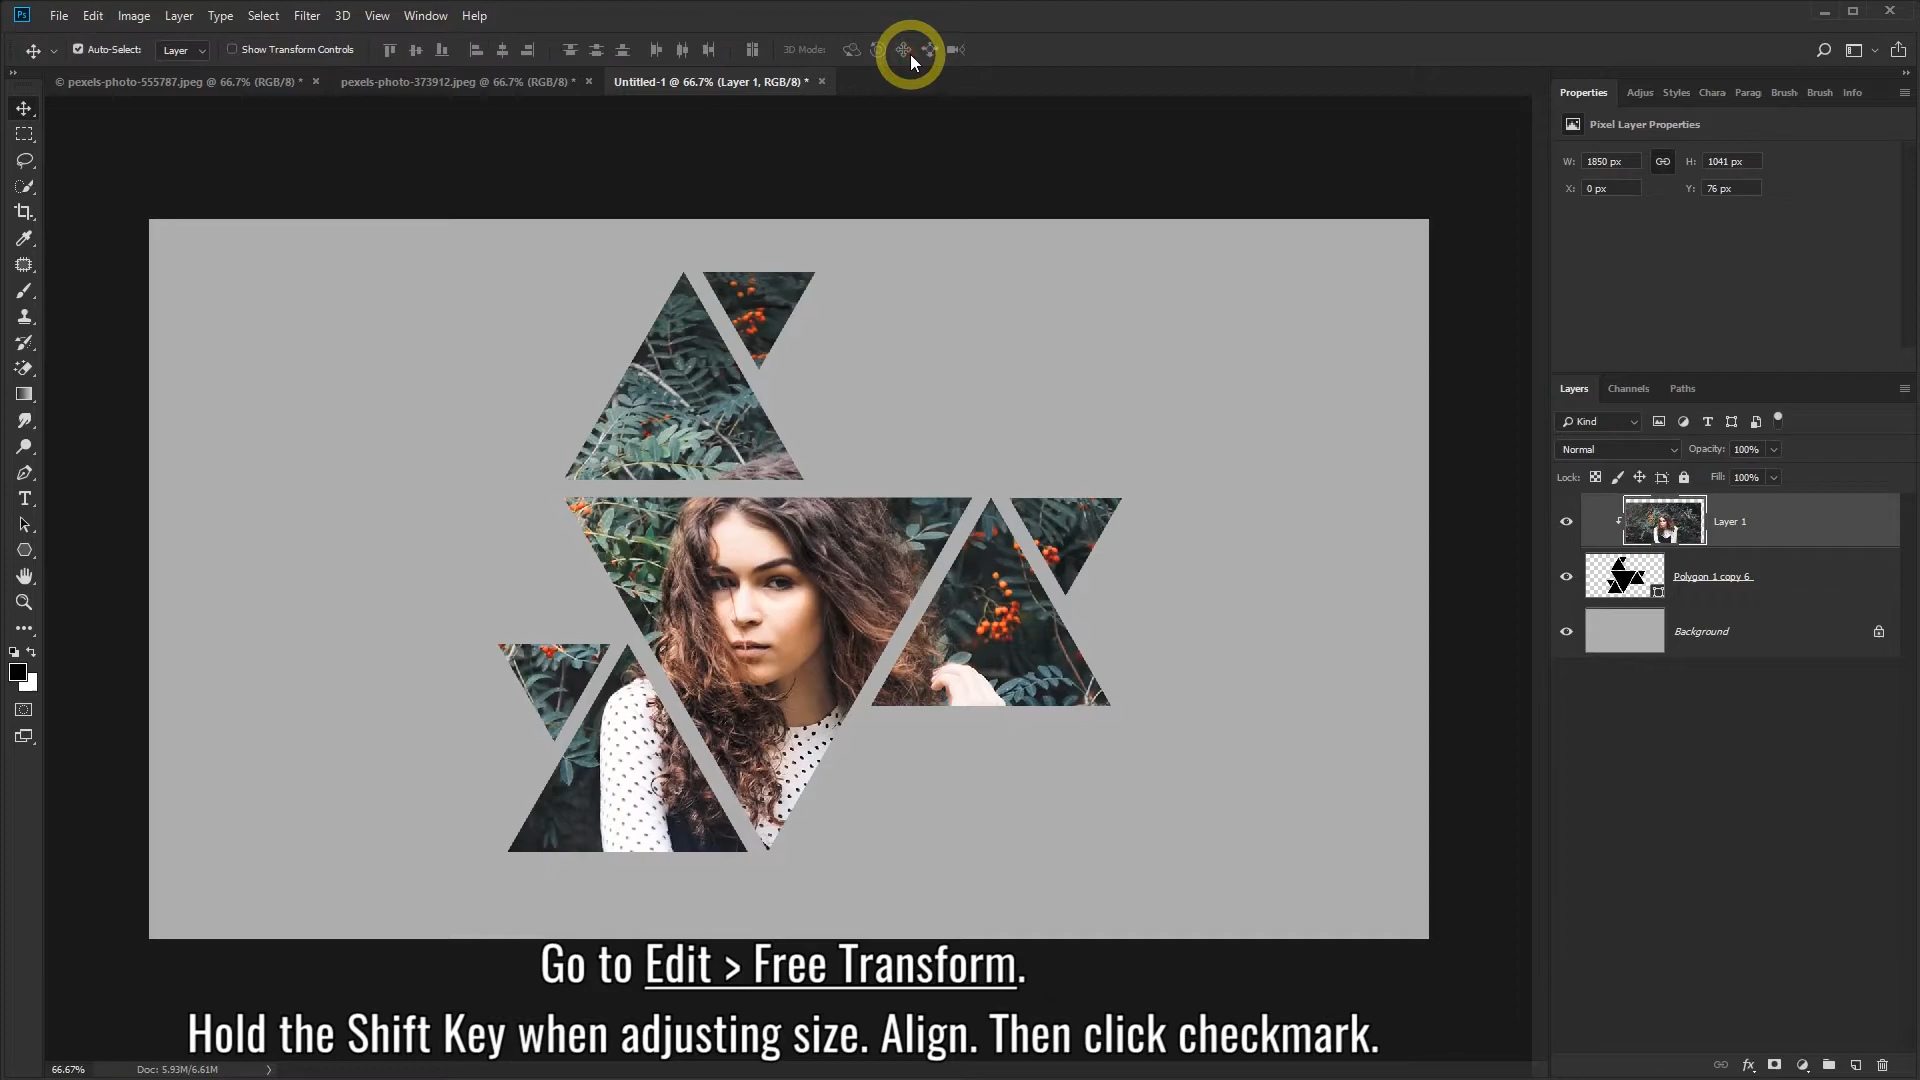 Ps File Edit Image Layer Type Select Filter 3D View Window Help
Auto-Select: Layer Show Transform Controls 3D Mode:
© pexels-photo-555787.jpeg @ 66.7% (RGB/8) * × pexels-photo-373912.jpeg @ 66.7% (RGB/8) * × Untitled-1 @ 66.7% (Layer 1, RGB/8) * ×
Properties Adjus Styles Chara Parag Brush Brush Info
Pixel Layer Properties
W: 1850 px H: 1041 px
X: 0 px Y: 76 px
Layers Channels Paths
Kind
Normal Opacity: 100%
Lock: Fill: 100%
Layer 1
Polygon 1 copy 6
Background
Go to Edit > Free Transform.
Hold the Shift Key when adjusting size. Align. Then click checkmark.
66.67% Doc: 5.93M/6.61M